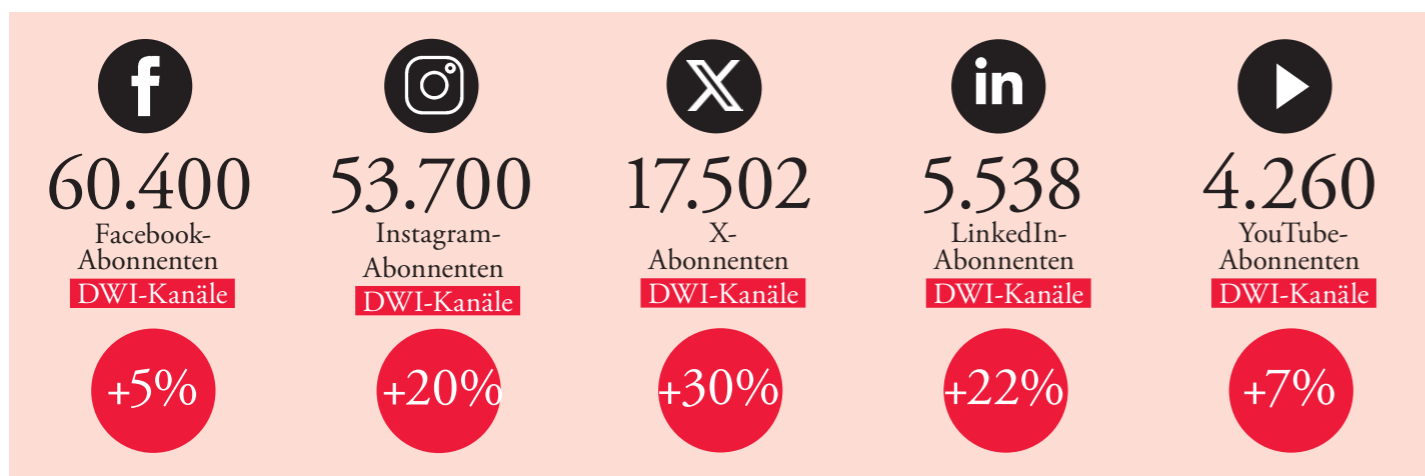 60.400
Facebook-
Abonnenten
DWI-Kanäle
+5%
53.700
Instagram-
Abonnenten
DWI-Kanäle
+20%
17.502
X-
Abonnenten
DWI-Kanäle
+30%
5.538
LinkedIn-
Abonnenten
DWI-Kanäle
+22%
4.260
YouTube-
Abonnenten
DWI-Kanäle
+7%